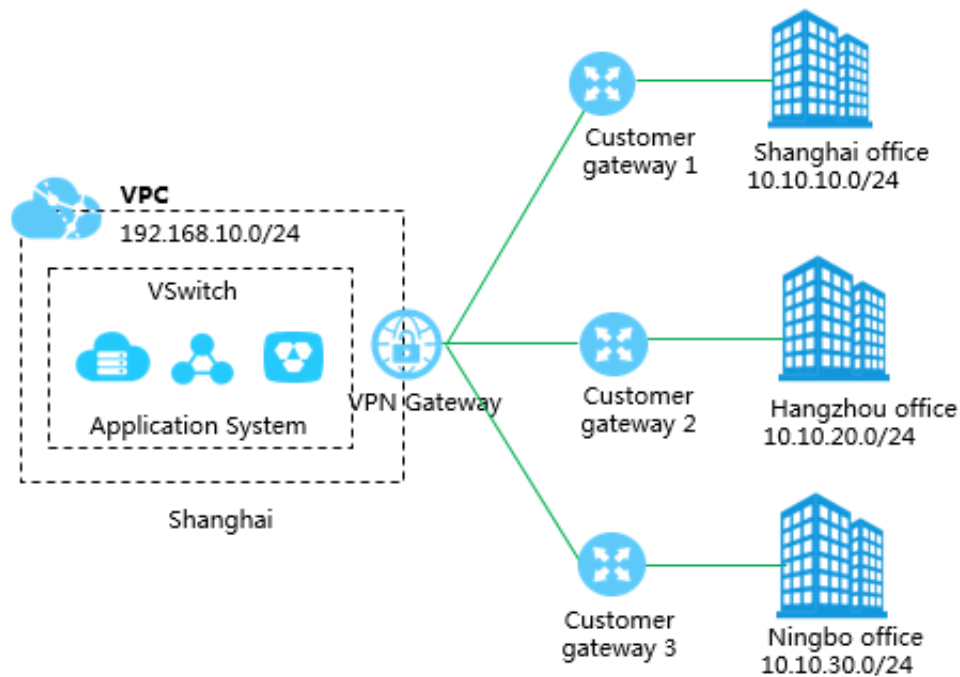 VPC
192.168.10.0/24
VSwitch
Application System
Shanghai
VPN Gateway
Customer
gateway 1
Shanghai office
10.10.10.0/24
Customer
gateway 2
Hangzhou office
10.10.20.0/24
Customer
gateway 3
Ningbo office
10.10.30.0/24